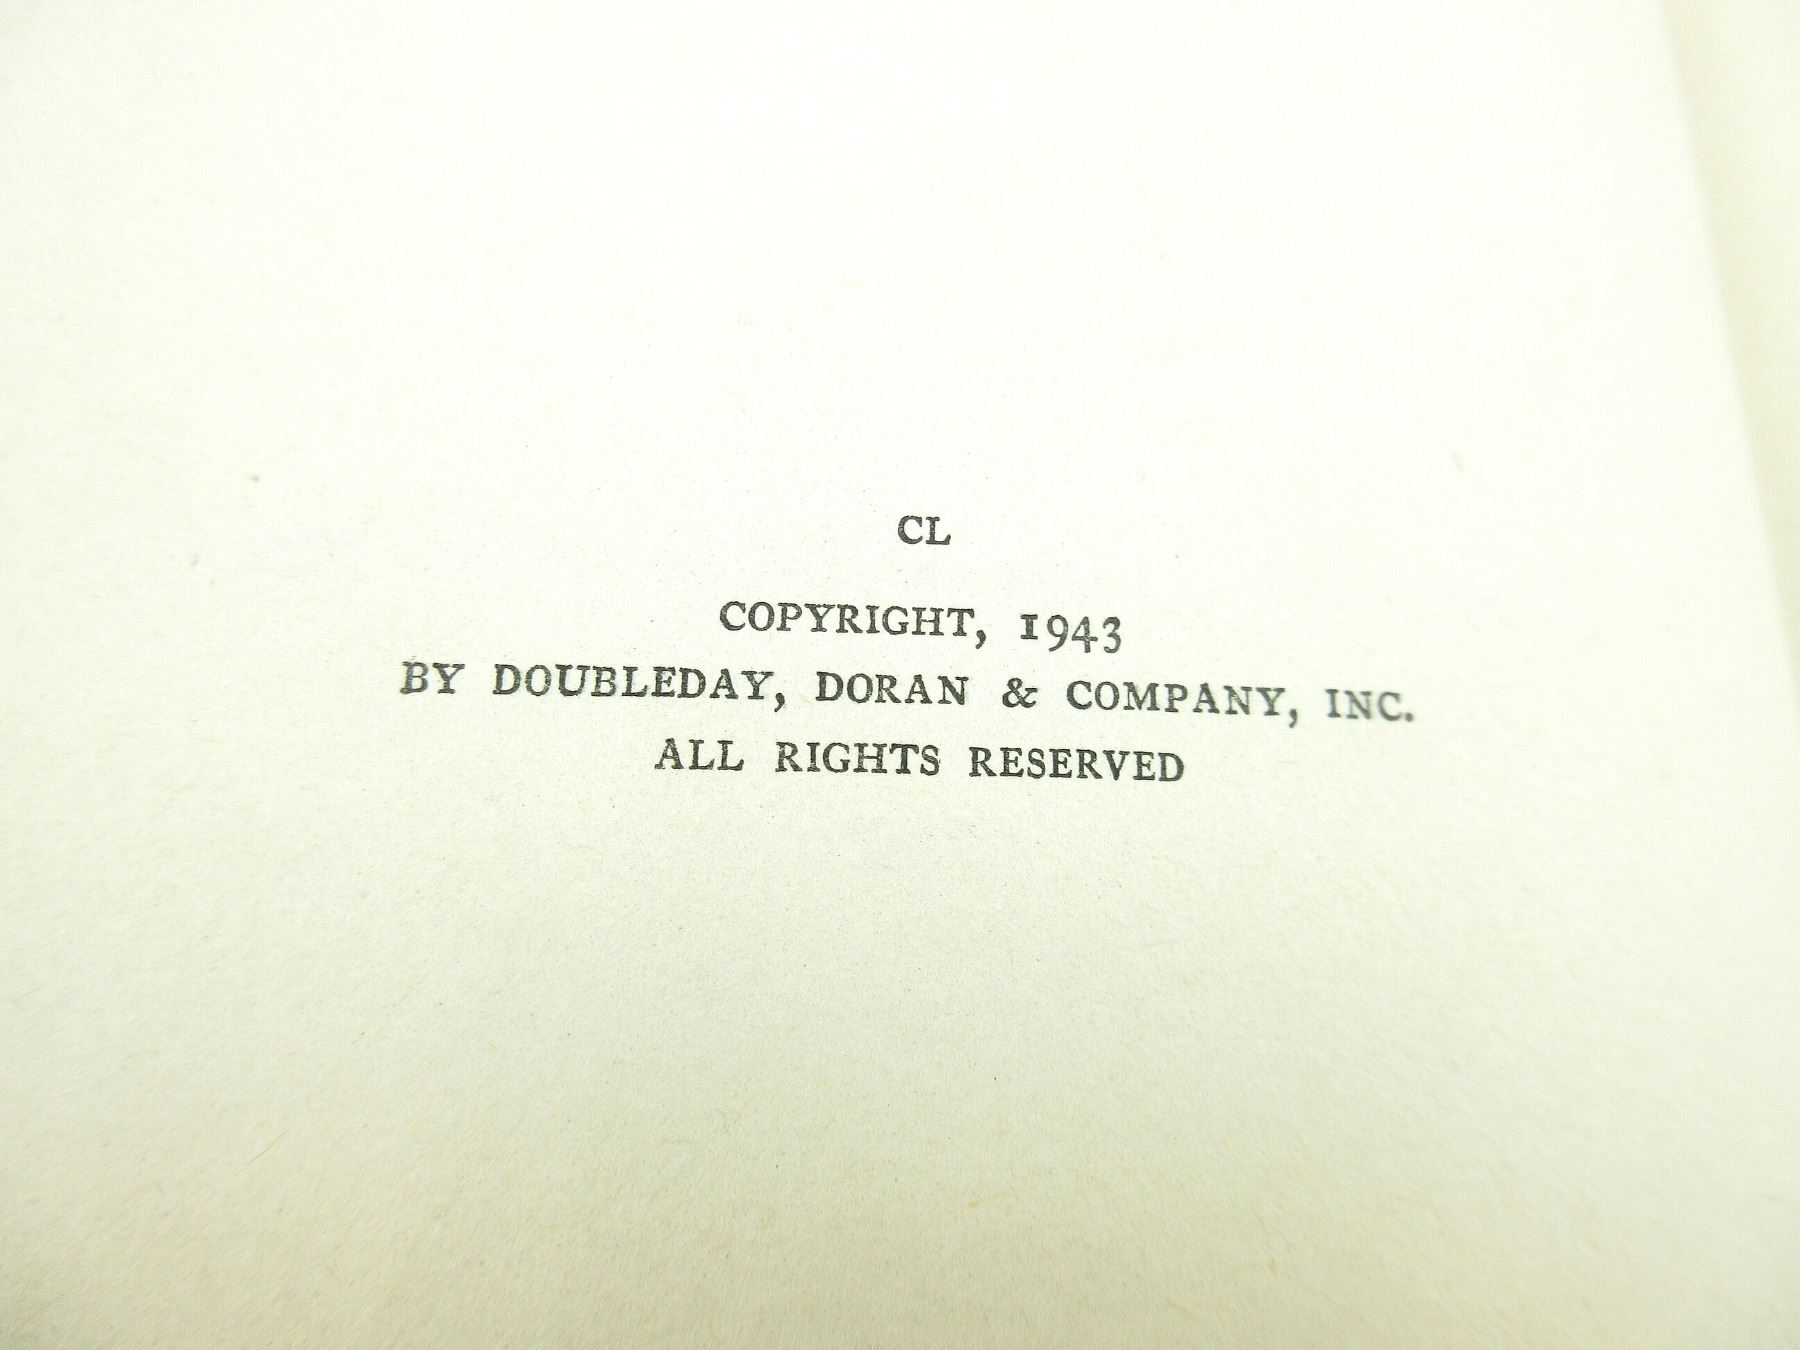 CL
COPYRIGHT, 1943
BY DOUBLEDAY, DORAN & COMPANY, INC.
ALL RIGHTS RESERVED